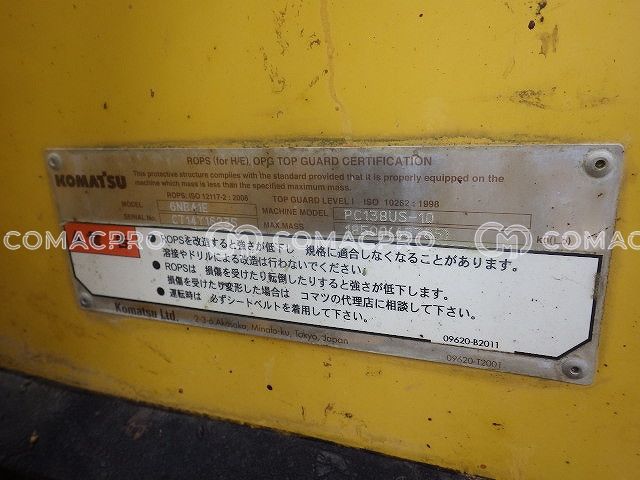 ROPS (for H/E), OPG TOP GUARD CERTIFICATION
KOMATSU
This protective structure complies with the standard provided that it is properly equipped on the
machine which mass is less than the specified maximum mass.
ROPS: ISO 12117-2 : 2008 TOP GUARD LEVEL I ISO 10262 : 1998
MODEL MACHINE MODEL PC138US-10
SERIAL No. MAX MASS
● ROPSを改造すると強さが低下し 規格に適合しなくなることがあります。
溶接やドリルによる改造は行わないでください。
● ROPSは 損傷を受けたり転倒したりすると強さが低下します。
損傷を受けたり変形した場合は コマツの代理店に相談して下さい。
● 運転時は 必ずシートベルトを着用して下さい。
09620-B2011
Komatsu Ltd.
2-3-6, Akasaka, Minato-ku, Tokyo, Japan
09620-T2001
COMACPRO COMACPRO COMACPRO